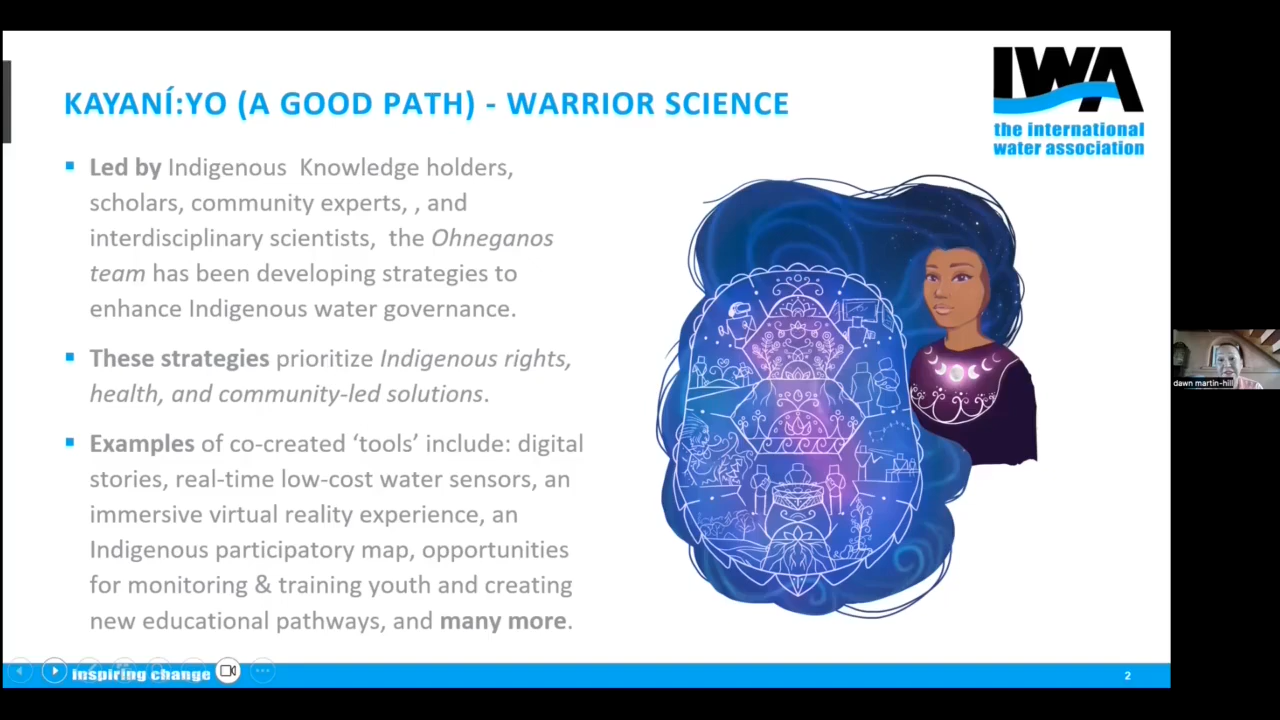 KAYANÍ:YO (A GOOD PATH) - WARRIOR SCIENCE
IWA
the international
water association
Led by Indigenous  Knowledge holders,
scholars, community experts, , and
interdisciplinary scientists,  the Ohneganos
team has been developing strategies to
enhance Indigenous water governance.
These strategies prioritize Indigenous rights,
health, and community-led solutions.
Examples of co-created ‘tools’ include: digital
stories, real-time low-cost water sensors, an
immersive virtual reality experience, an
Indigenous participatory map, opportunities
for monitoring & training youth and creating
new educational pathways, and many more.
dawn martin-hill
inspiring change
2